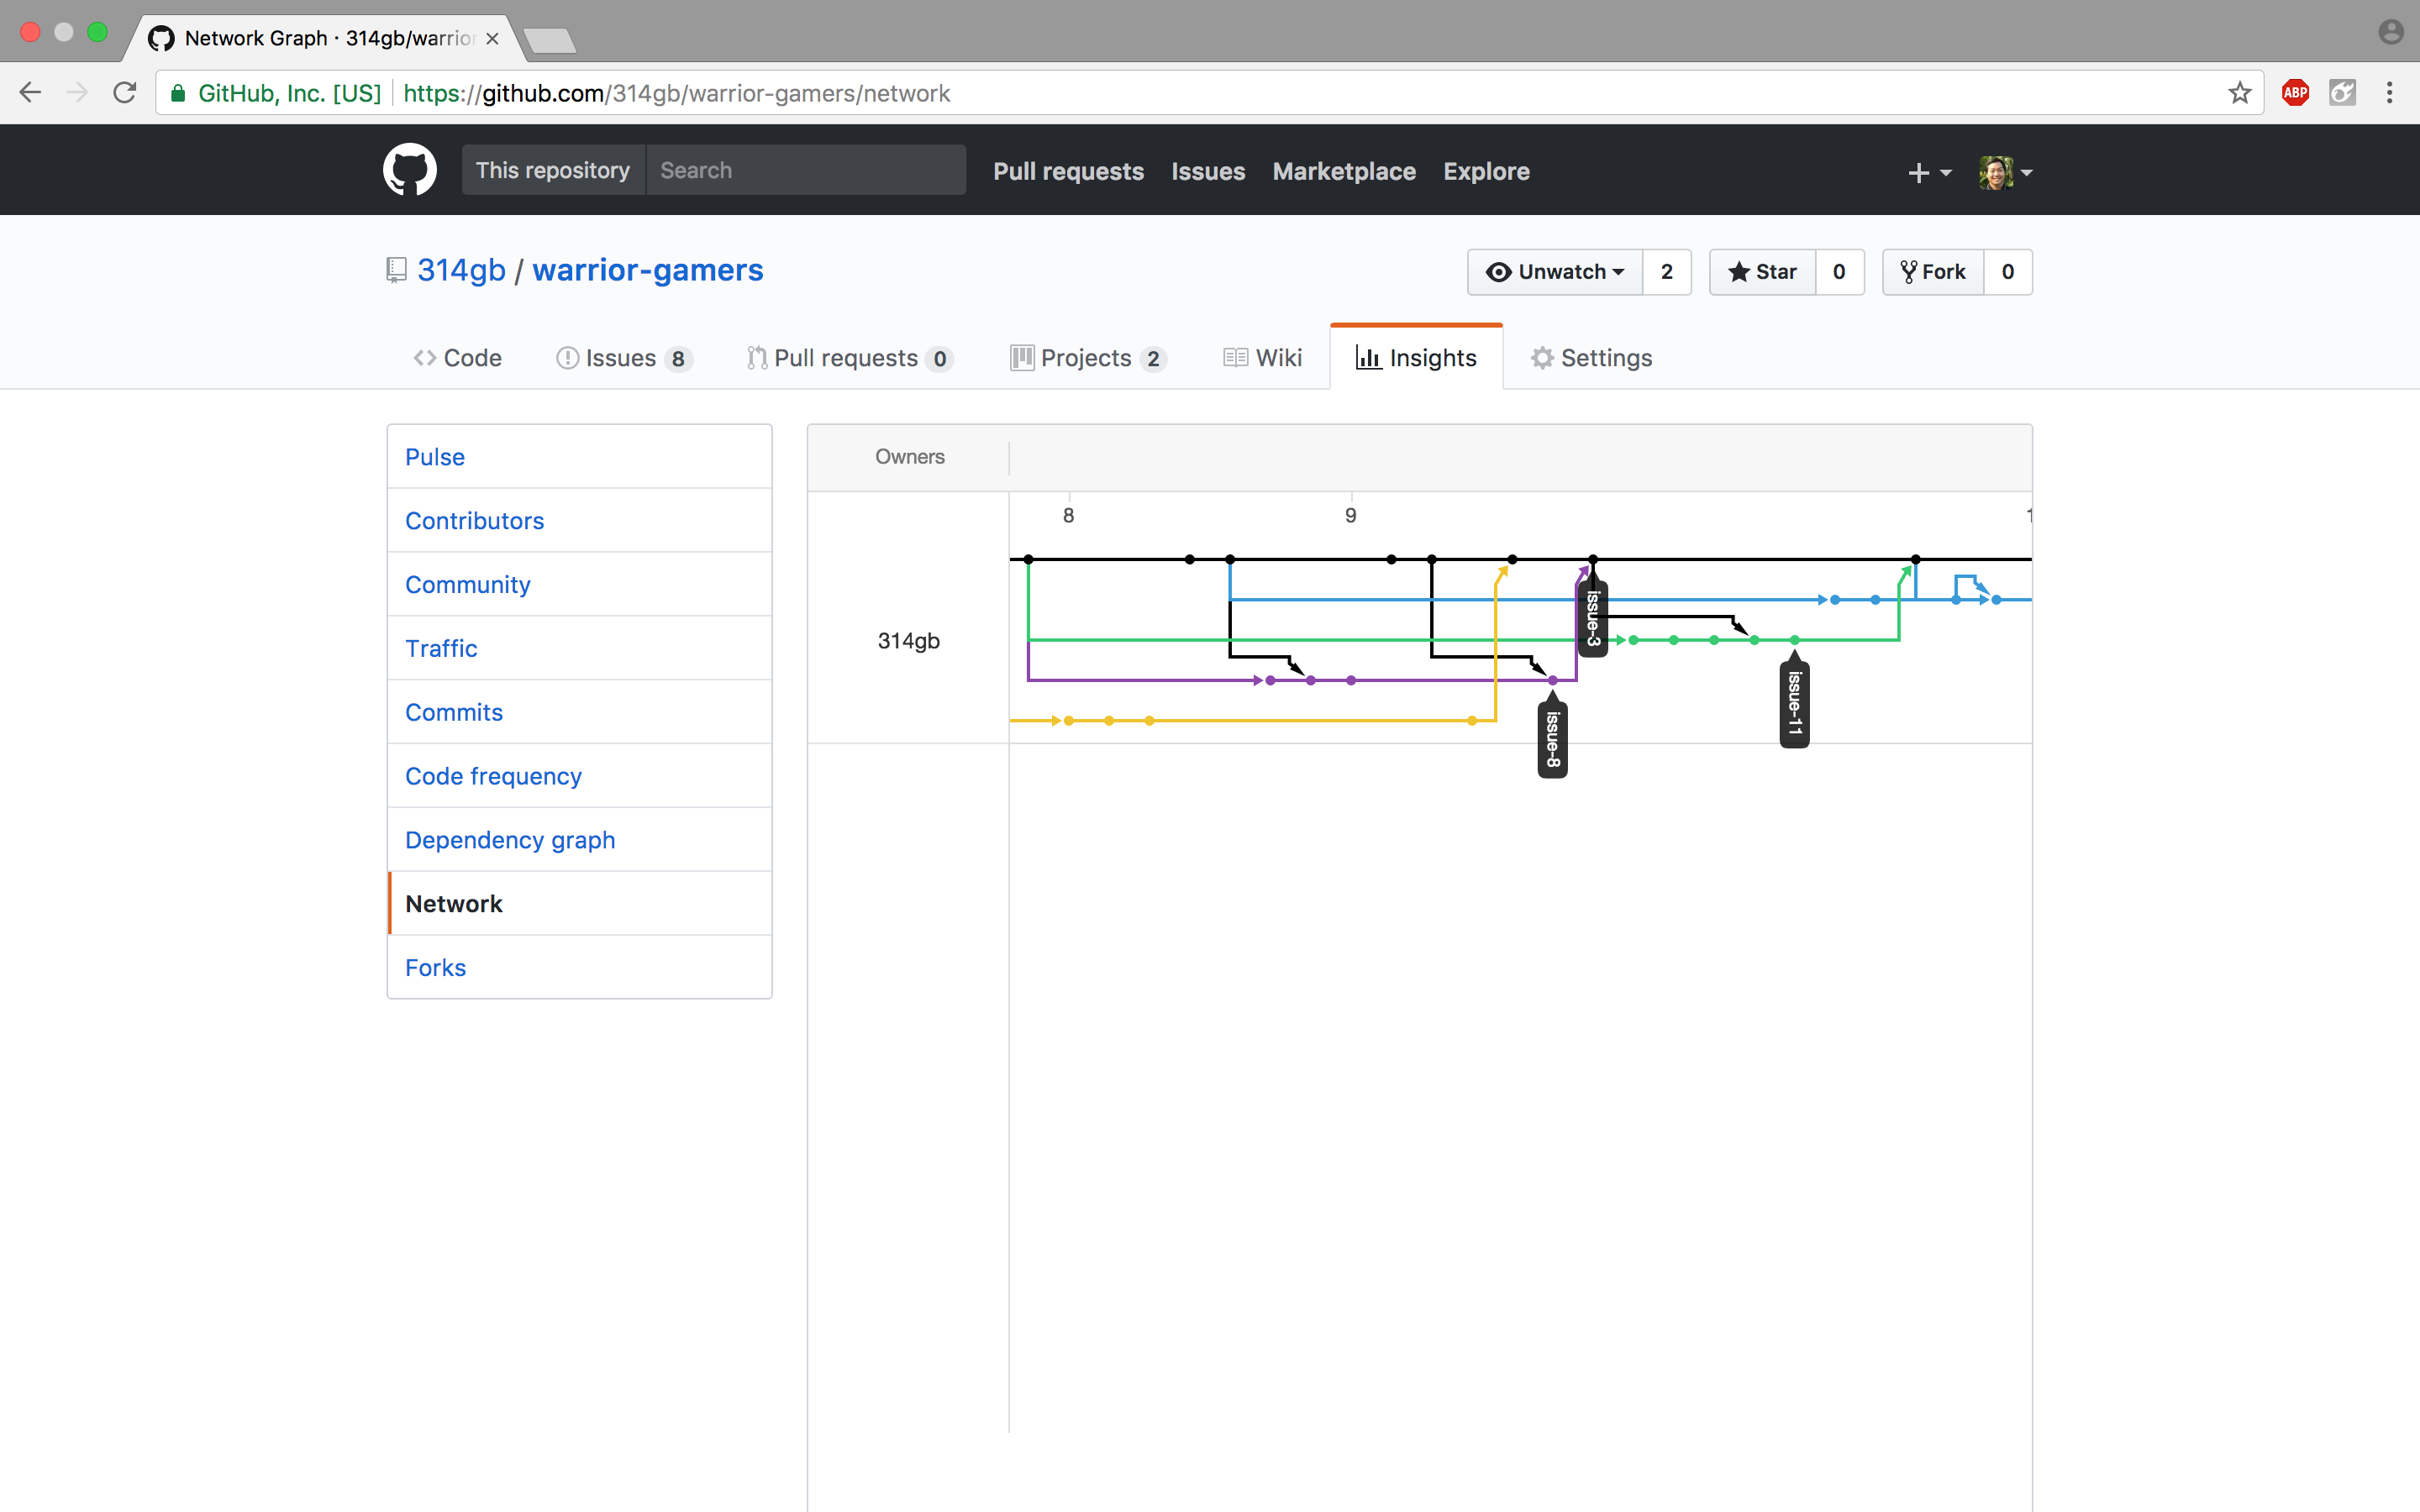 Network Graph · 314gb/warrior
GitHub, Inc. [US] https://github.com/314gb/warrior-gamers/network
ABP
This repository Search Pull requests Issues Marketplace Explore
314gb / warrior-gamers
Unwatch 2 Star 0 Fork 0
Code Issues 8 Pull requests 0 Projects 2 Wiki Insights Settings
Pulse
Contributors
Community
Traffic
Commits
Code frequency
Dependency graph
Network
Forks
Owners
8 9
314gb
issue-3
issue-11
issue-8